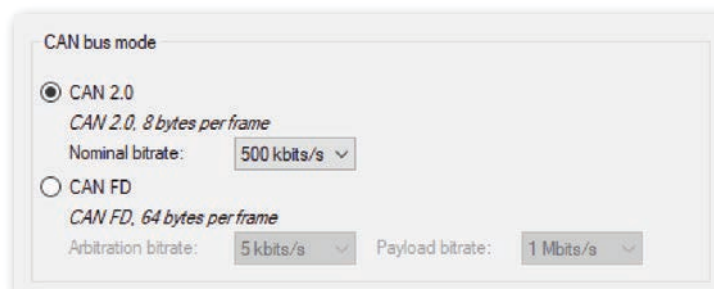 CAN bus mode
CAN 2.0
CAN 2.0, 8 bytes per frame
Nominal bitrate: 500 kbits/s
CAN FD
CAN FD, 64 bytes per frame
Arbitration bitrate: 5 kbits/s Payload bitrate: 1 Mbits/s